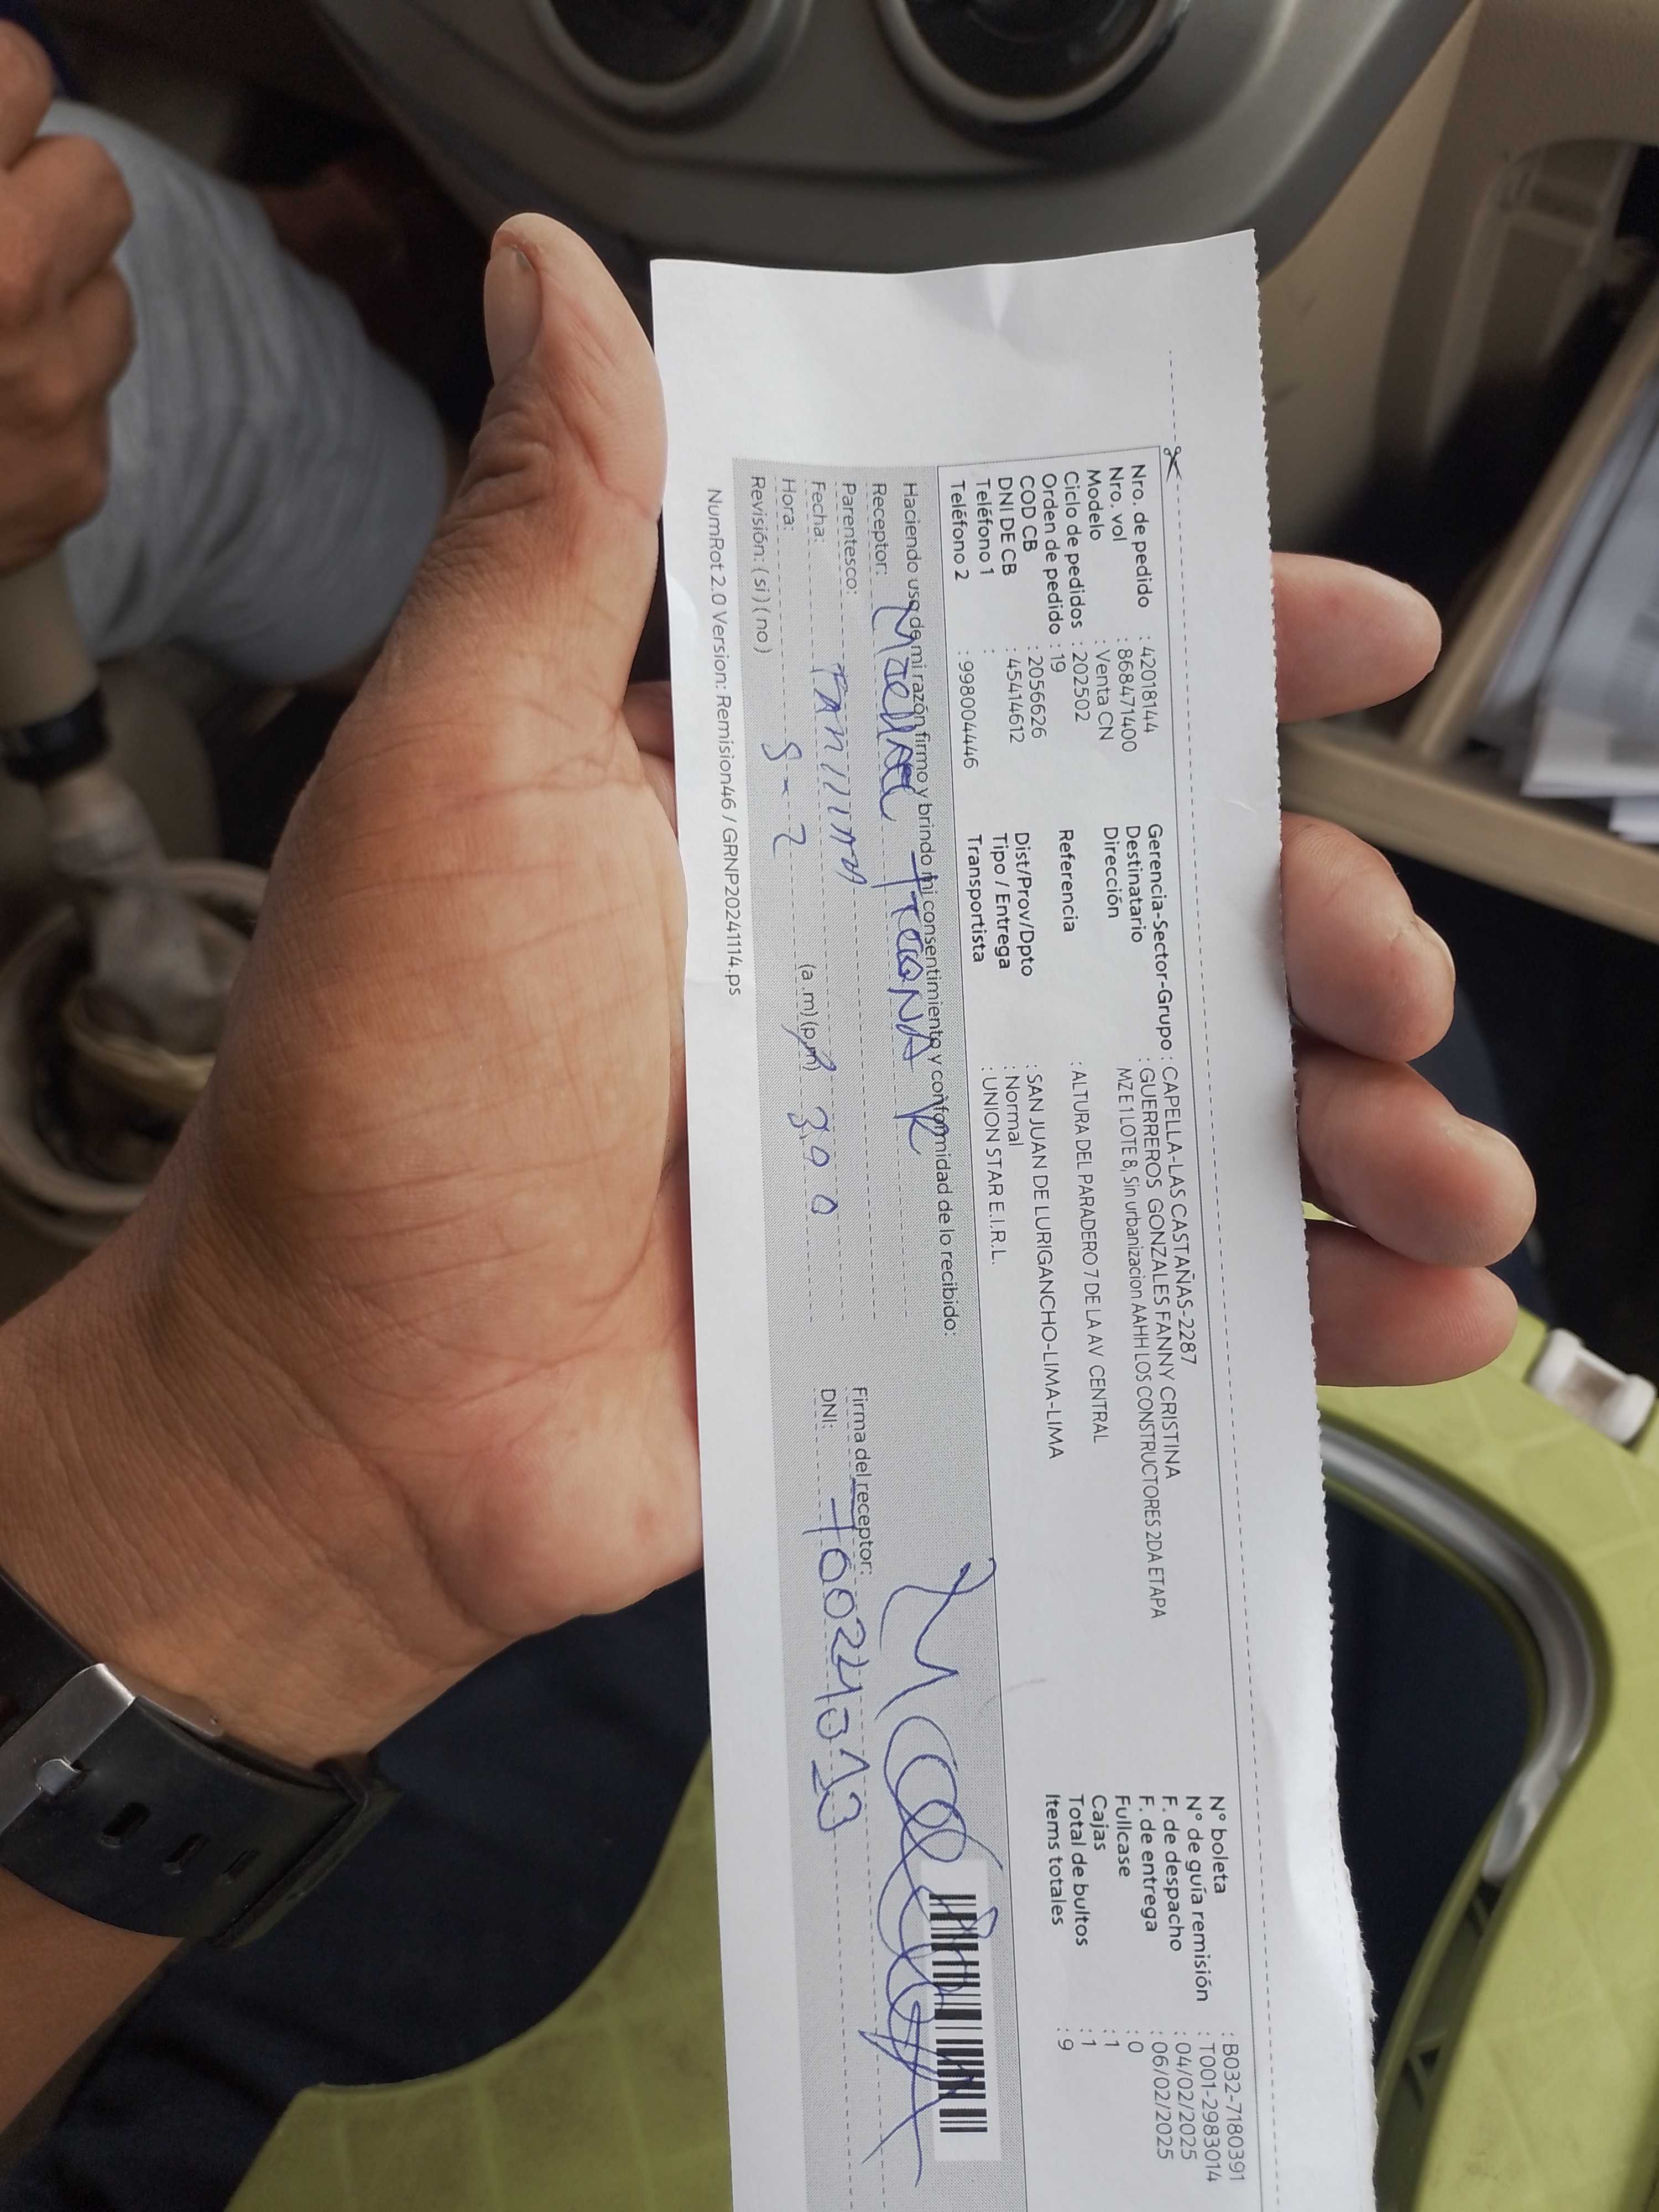 Nro. de pedido : 42018144
Nro. vol : 868471400
Modelo : Venta CN
Ciclo de pedidos : 202502
Orden de pedido : 19
COD CB : 2056626
DNI DE CB : 45414612
Teléfono 1 :
Teléfono 2 : 998004446
Gerencia-Sector-Grupo : CAPELLA-LAS CASTAÑAS-2287
Destinatario : GUERREROS GONZALES FANNY CRISTINA
Dirección : MZ E1 LOTE 8, Sin urbanizacion AAHH LOS CONSTRUCTORES 2DA ETAPA
Referencia : ALTURA DEL PARADERO 7 DE LA AV CENTRAL
Dist/Prov/Dpto : SAN JUAN DE LURIGANCHO-LIMA-LIMA
Tipo / Entrega : Normal
Transportista : UNION STAR E.I.R.L.
N° boleta : B032-7180391
N° de guía remisión : T001-2983014
F. de despacho : 04/02/2025
F. de entrega : 06/02/2025
Fullcase : 0
Cajas : 1
Total de bultos : 1
Items totales : 9
Haciendo uso de mi razón firmo y brindo mi consentimiento y conformidad de lo recibido:
Receptor:
Parentesco:
Fecha:
Hora: (a.m) (p.m)
Revisión: ( si ) ( no )
Firma del receptor:
DNI:
NumRot 2.0 Version: Remision46 / GRNP20241114.ps